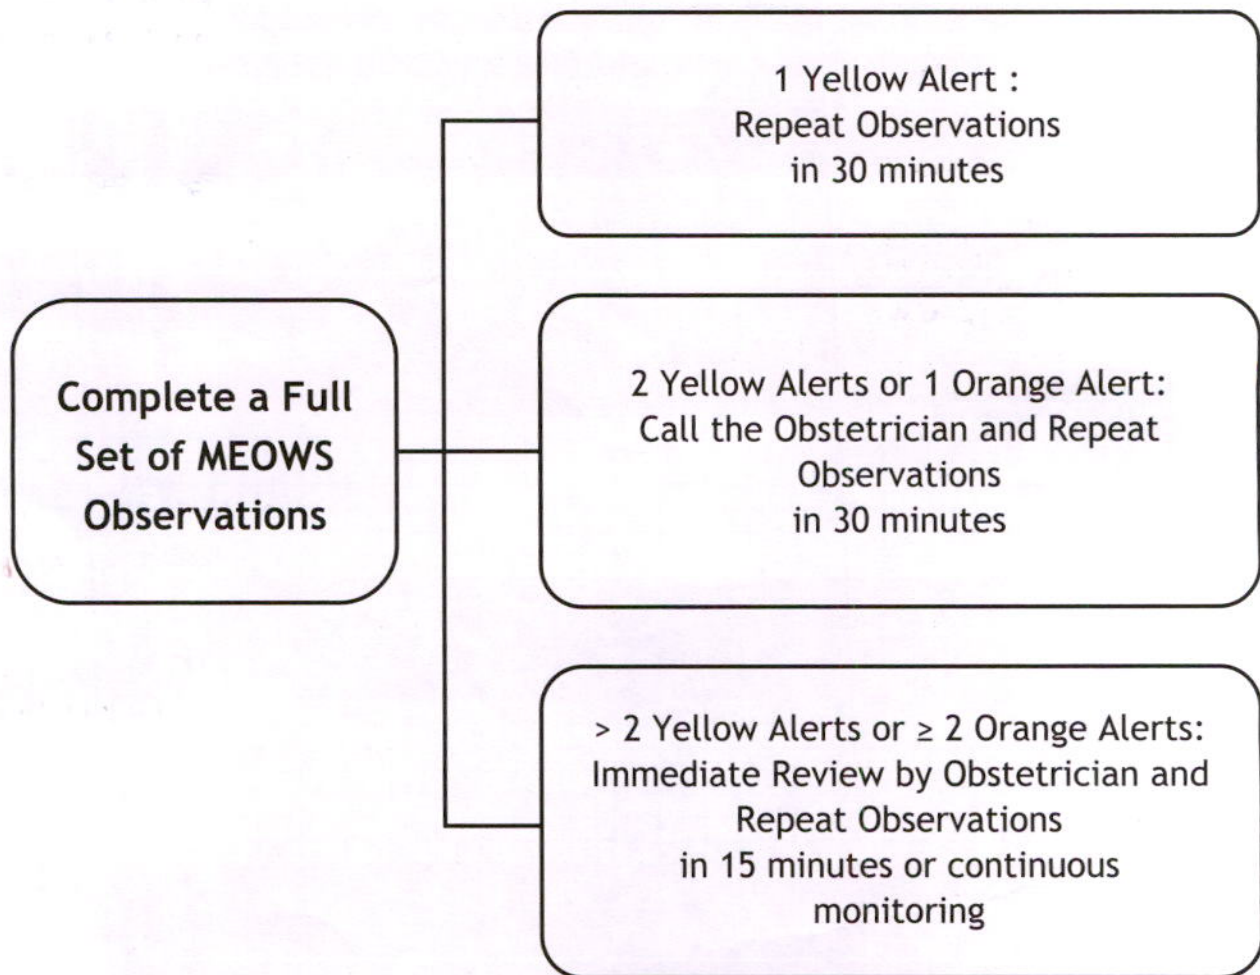 1 Yellow Alert :
Repeat Observations
in 30 minutes
Complete a Full
Set of MEOWS
Observations
2 Yellow Alerts or 1 Orange Alert:
Call the Obstetrician and Repeat
Observations
in 30 minutes
> 2 Yellow Alerts or ≥ 2 Orange Alerts:
Immediate Review by Obstetrician and
Repeat Observations
in 15 minutes or continuous
monitoring